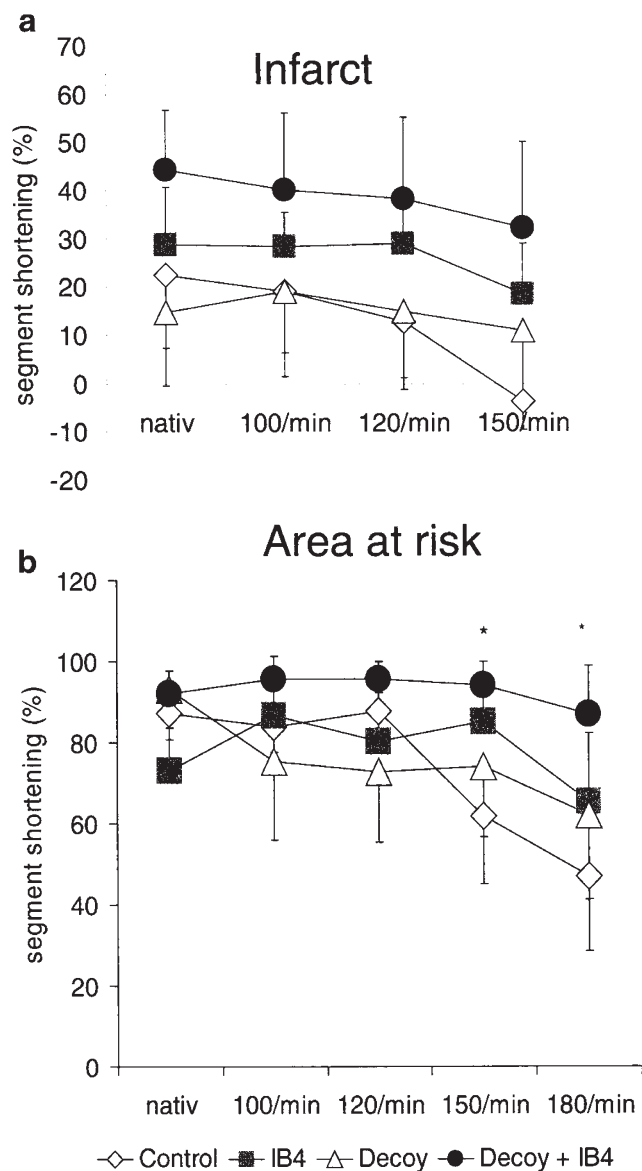 a
Infarct
segment shortening (%)
70
60
50
40
30
20
10
0
-10
-20
nativ 100/min 120/min 150/min
b
Area at risk
segment shortening (%)
120
100
80
60
40
20
0
* *
nativ 100/min 120/min 150/min 180/min
Control IB4 Decoy Decoy + IB4